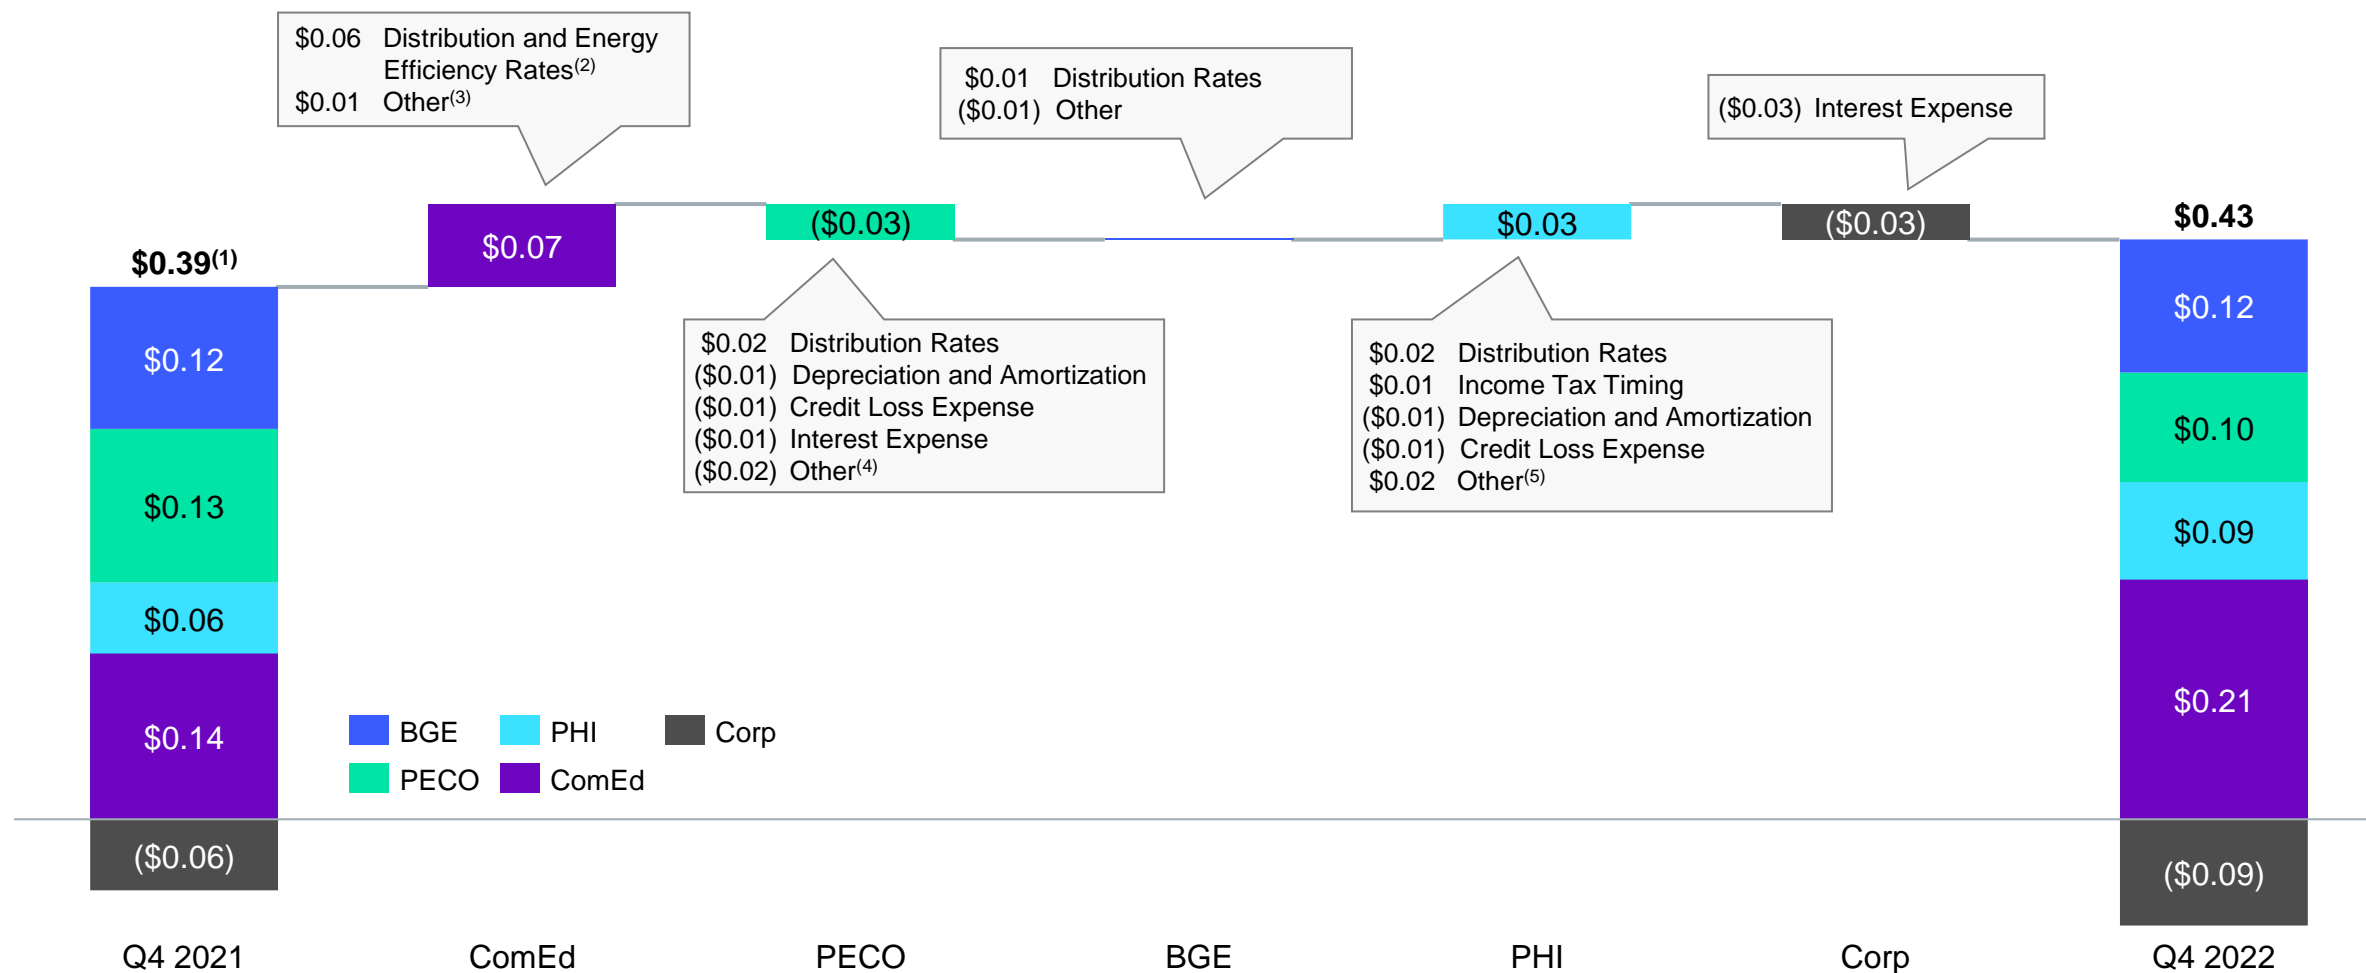 $0.06 Distribution and Energy
Efficiency Rates(2)
$0.01 Other(3)
$0.01 Distribution Rates
($0.01) Other
($0.03) Interest Expense
$0.39(1)
$0.07
($0.03)
$0.03
($0.03)
$0.43
$0.02 Distribution Rates
($0.01) Depreciation and Amortization
($0.01) Credit Loss Expense
($0.01) Interest Expense
($0.02) Other(4)
$0.02 Distribution Rates
$0.01 Income Tax Timing
($0.01) Depreciation and Amortization
($0.01) Credit Loss Expense
$0.02 Other(5)
$0.12
$0.13
$0.06
$0.14
($0.06)
$0.12
$0.10
$0.09
$0.21
($0.09)
BGE PHI Corp
PECO ComEd
Q4 2021 ComEd PECO BGE PHI Corp Q4 2022